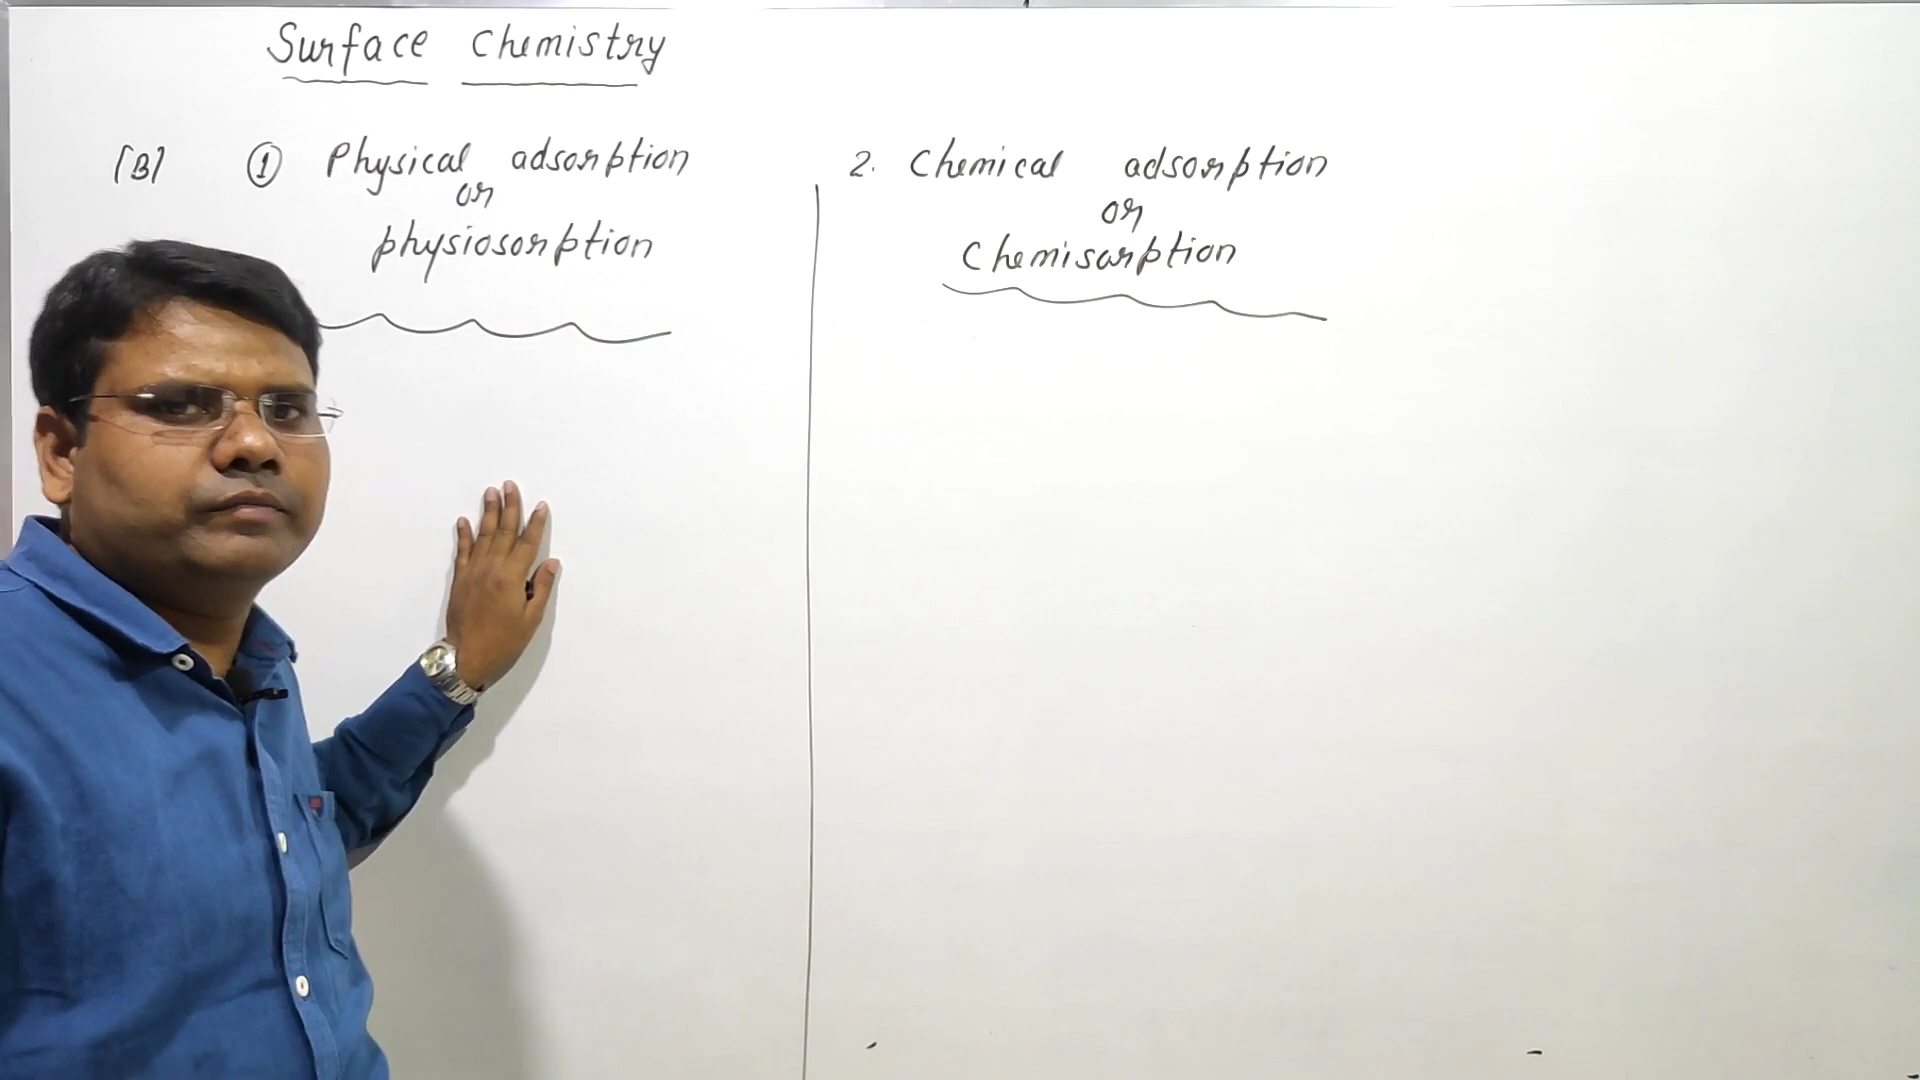 Surface Chemistry
[B] ① Physical adsorption
or
physiosorption
2. Chemical adsorption
or
Chemisorption